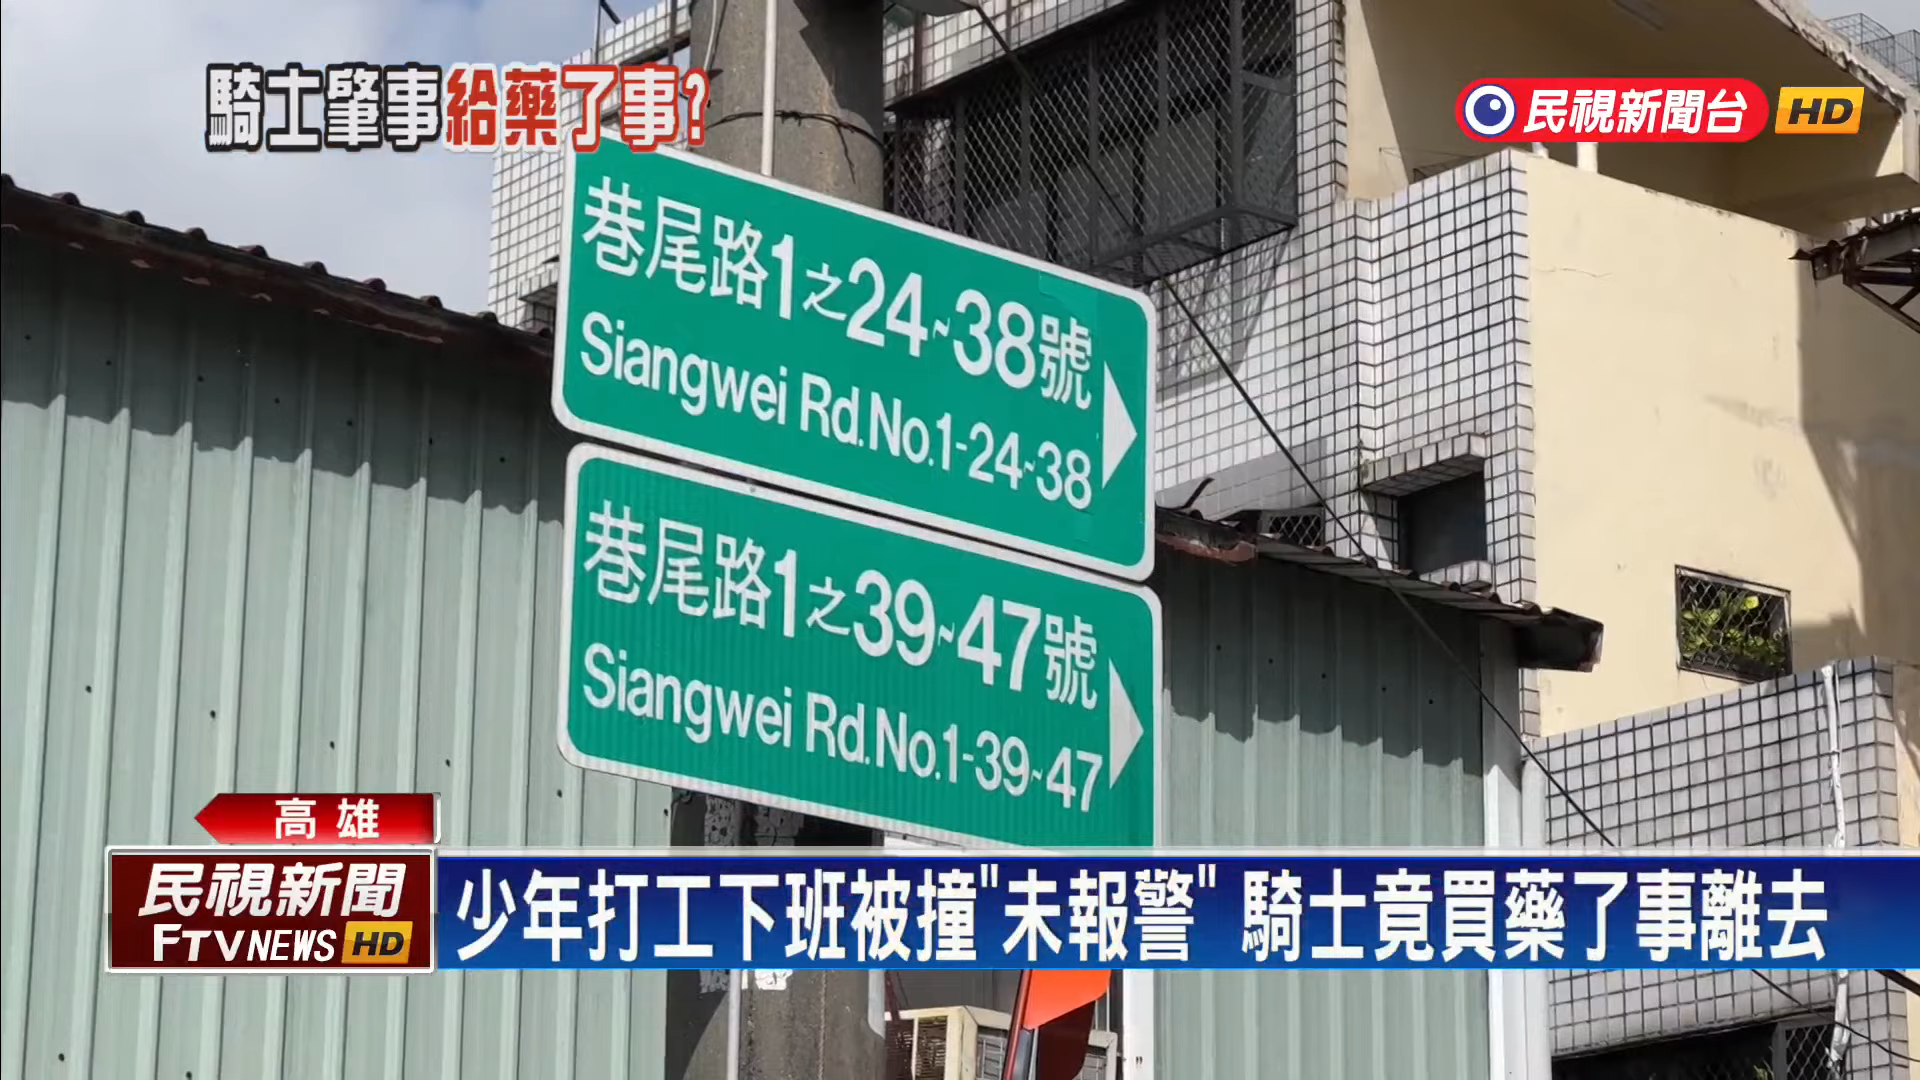 騎士肇事給藥了事?
民視新聞台 HD
巷尾路1之24~38號
Siangwei Rd.No.1-24~38
巷尾路1之39~47號
Siangwei Rd.No.1-39~47
高雄
民視新聞
FTVNEWS HD
少年打工下班被撞"未報警" 騎士竟買藥了事離去